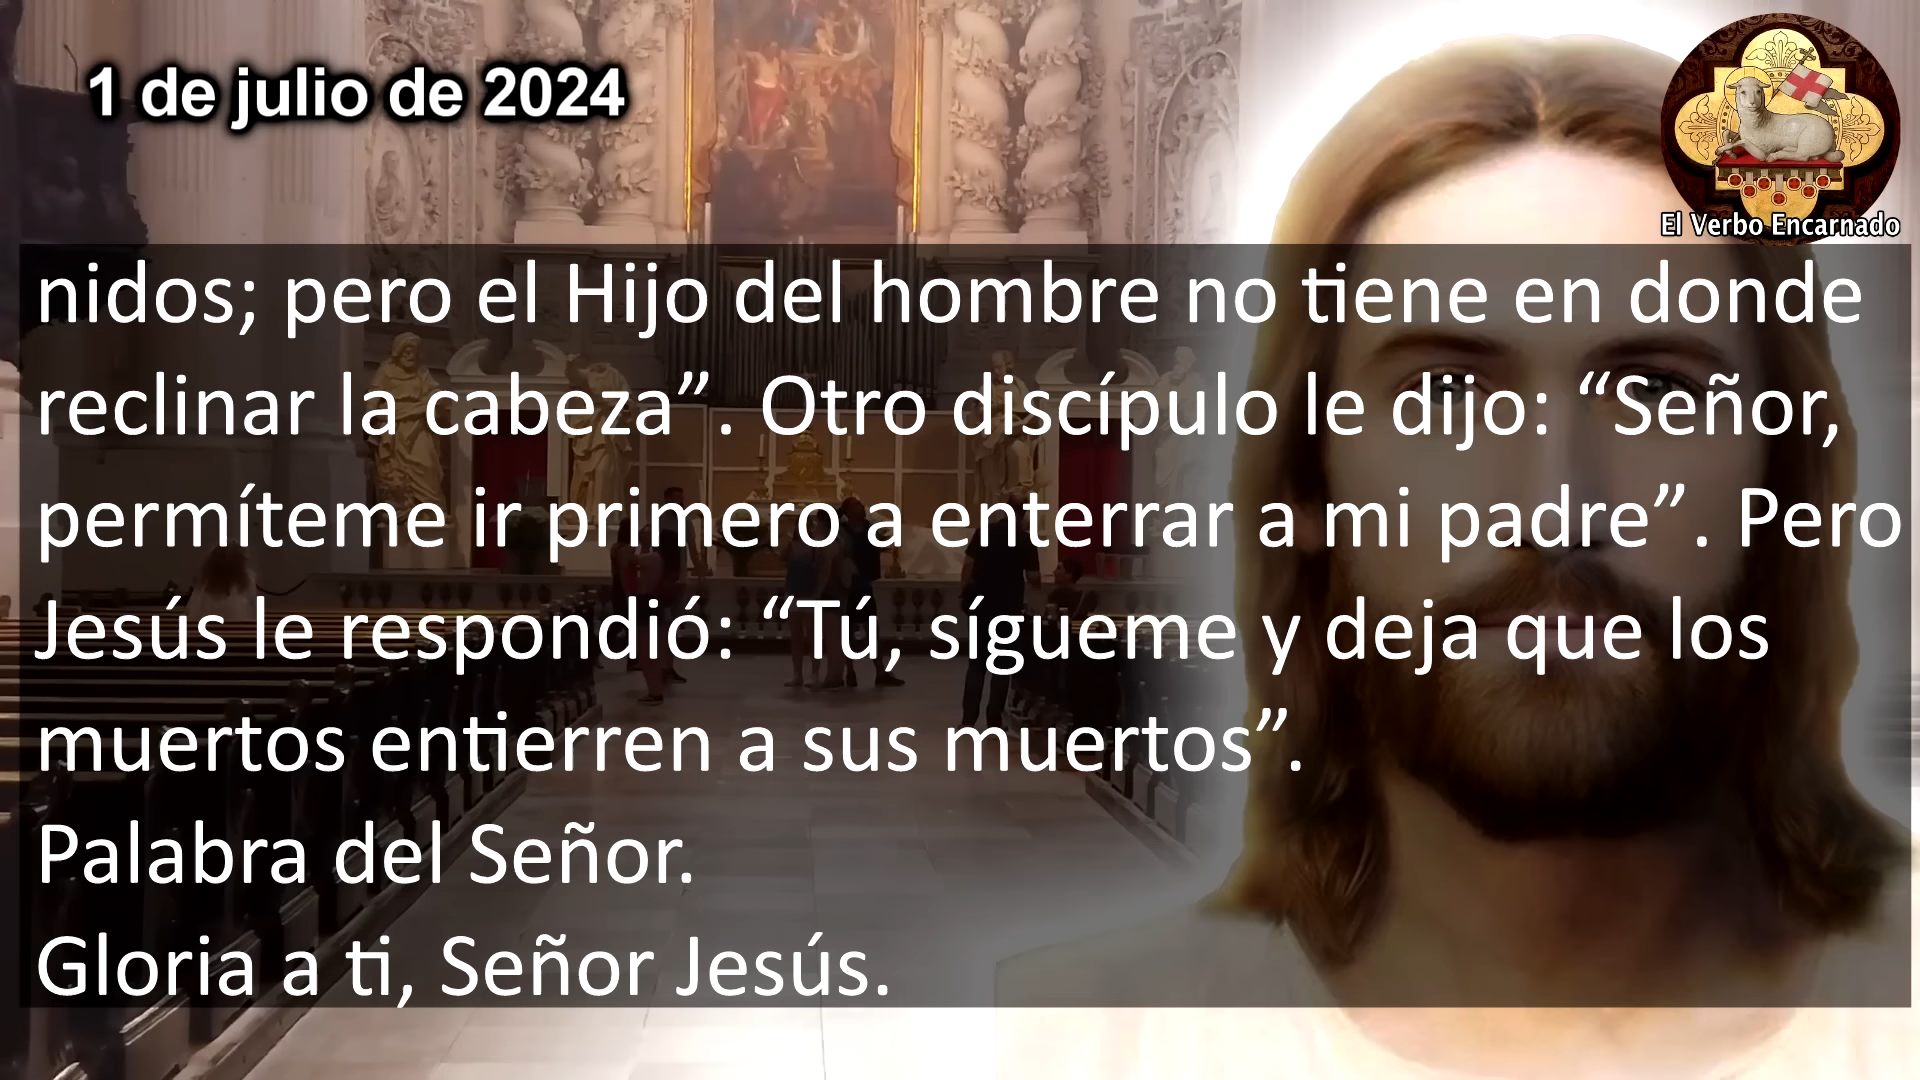 1 de julio de 2024
El Verbo Encarnado
nidos; pero el Hijo del hombre no tiene en donde
reclinar la cabeza”. Otro discípulo le dijo: “Señor,
permíteme ir primero a enterrar a mi padre”. Pero
Jesús le respondió: “Tú, sígueme y deja que los
muertos entierren a sus muertos”.
Palabra del Señor.
Gloria a ti, Señor Jesús.